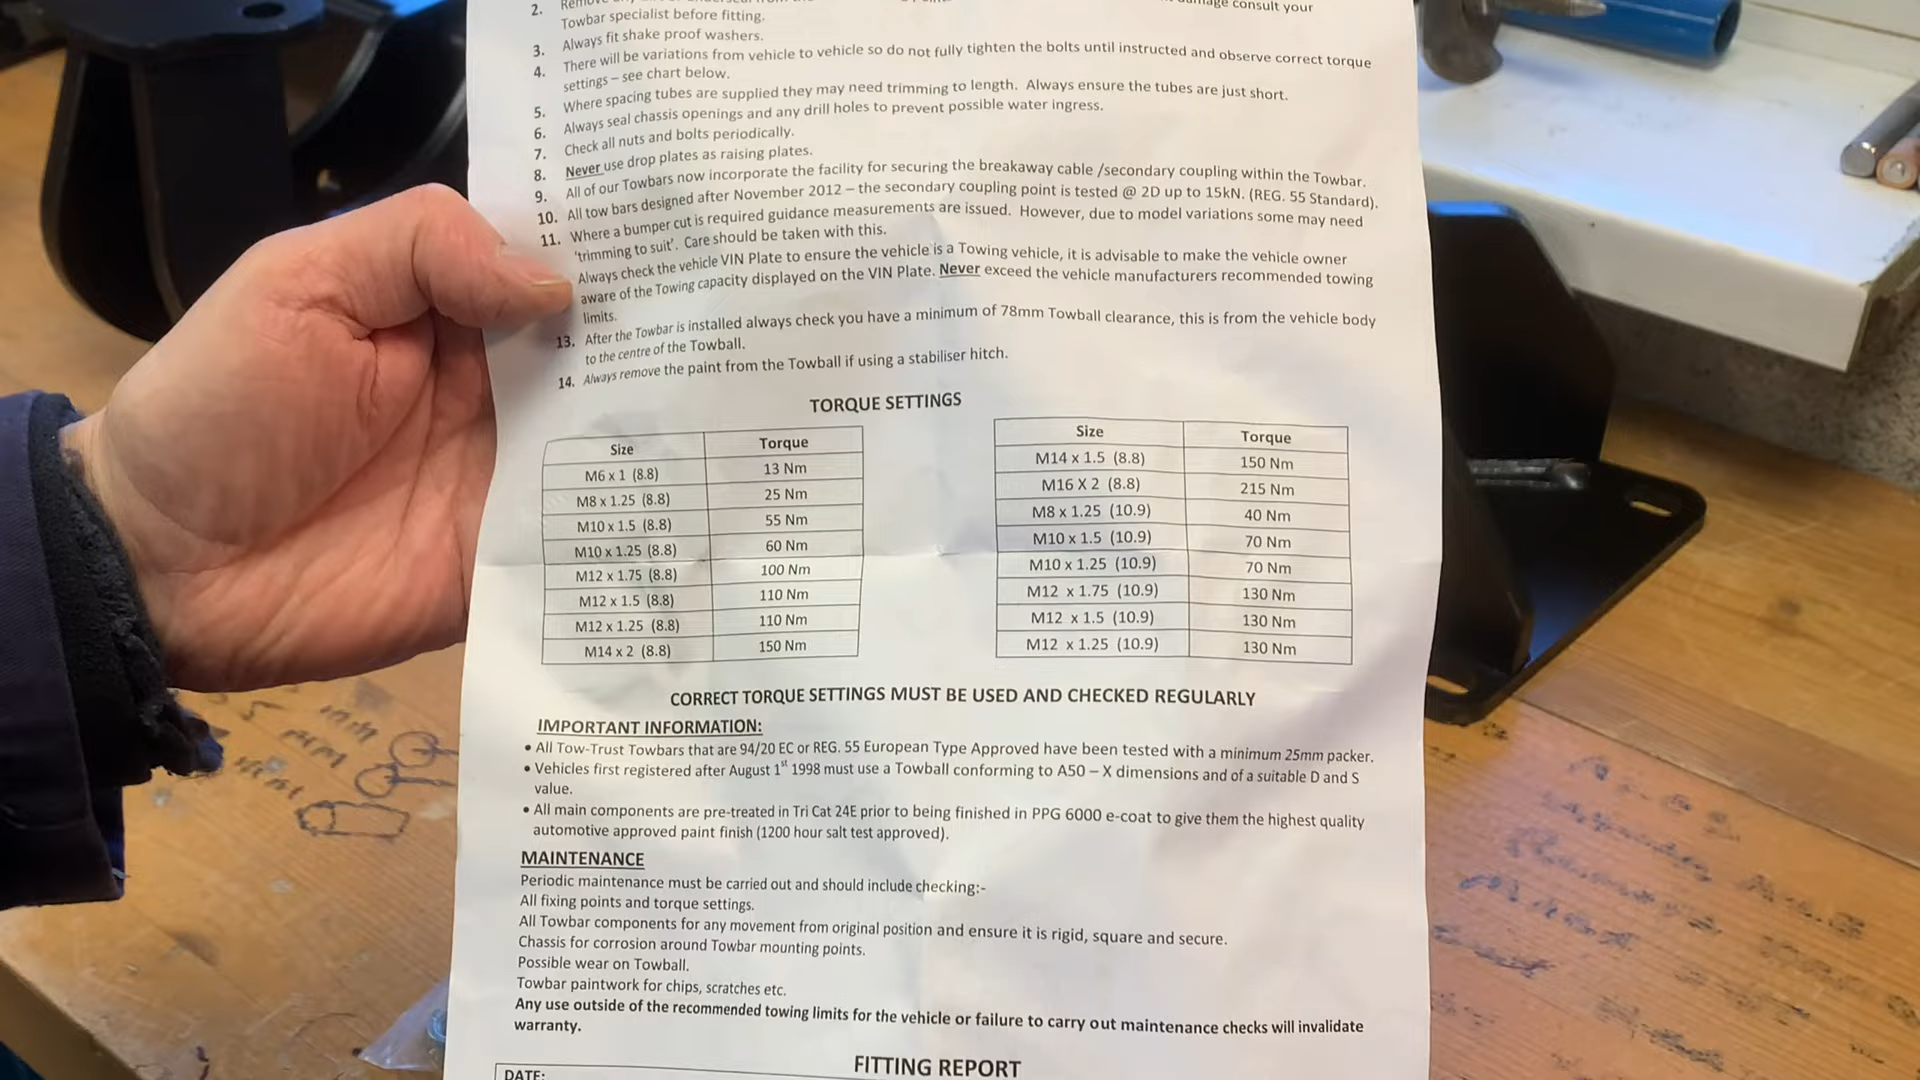 2.
damage consult your
Towbar specialist before fitting.
3. Always fit shake proof washers.
4. There will be variations from vehicle to vehicle so do not fully tighten the bolts until instructed and observe correct torque
settings – see chart below.
5. Where spacing tubes are supplied they may need trimming to length. Always ensure the tubes are just short.
6. Always seal chassis openings and any drill holes to prevent possible water ingress.
7. Check all nuts and bolts periodically.
8. Never use drop plates as raising plates.
9. All of our Towbars now incorporate the facility for securing the breakaway cable /secondary coupling within the Towbar.
10. All tow bars designed after November 2012 – the secondary coupling point is tested @ 2D up to 15kN. (REG. 55 Standard).
11. Where a bumper cut is required guidance measurements are issued. However, due to model variations some may need
'trimming to suit'. Care should be taken with this.
Always check the vehicle VIN Plate to ensure the vehicle is a Towing vehicle, it is advisable to make the vehicle owner
aware of the Towing capacity displayed on the VIN Plate. Never exceed the vehicle manufacturers recommended towing
limits.
13. After the Towbar is installed always check you have a minimum of 78mm Towball clearance, this is from the vehicle body
to the centre of the Towball.
14. Always remove the paint from the Towball if using a stabiliser hitch.
TORQUE SETTINGS
Size Torque
M6 x 1 (8.8) 13 Nm
M8 x 1.25 (8.8) 25 Nm
M10 x 1.5 (8.8) 55 Nm
M10 x 1.25 (8.8) 60 Nm
M12 x 1.75 (8.8) 100 Nm
M12 x 1.5 (8.8) 110 Nm
M12 x 1.25 (8.8) 110 Nm
M14 x 2 (8.8) 150 Nm
Size Torque
M14 x 1.5 (8.8) 150 Nm
M16 X 2 (8.8) 215 Nm
M8 x 1.25 (10.9) 40 Nm
M10 x 1.5 (10.9) 70 Nm
M10 x 1.25 (10.9) 70 Nm
M12 x 1.75 (10.9) 130 Nm
M12 x 1.5 (10.9) 130 Nm
M12 x 1.25 (10.9) 130 Nm
CORRECT TORQUE SETTINGS MUST BE USED AND CHECKED REGULARLY
IMPORTANT INFORMATION:
• All Tow-Trust Towbars that are 94/20 EC or REG. 55 European Type Approved have been tested with a minimum 25mm packer.
• Vehicles first registered after August 1st 1998 must use a Towball conforming to A50 – X dimensions and of a suitable D and S
value.
• All main components are pre-treated in Tri Cat 24E prior to being finished in PPG 6000 e-coat to give them the highest quality
automotive approved paint finish (1200 hour salt test approved).
MAINTENANCE
Periodic maintenance must be carried out and should include checking:-
All fixing points and torque settings.
All Towbar components for any movement from original position and ensure it is rigid, square and secure.
Chassis for corrosion around Towbar mounting points.
Possible wear on Towball.
Towbar paintwork for chips, scratches etc.
Any use outside of the recommended towing limits for the vehicle or failure to carry out maintenance checks will invalidate
warranty.
FITTING REPORT
DATE: